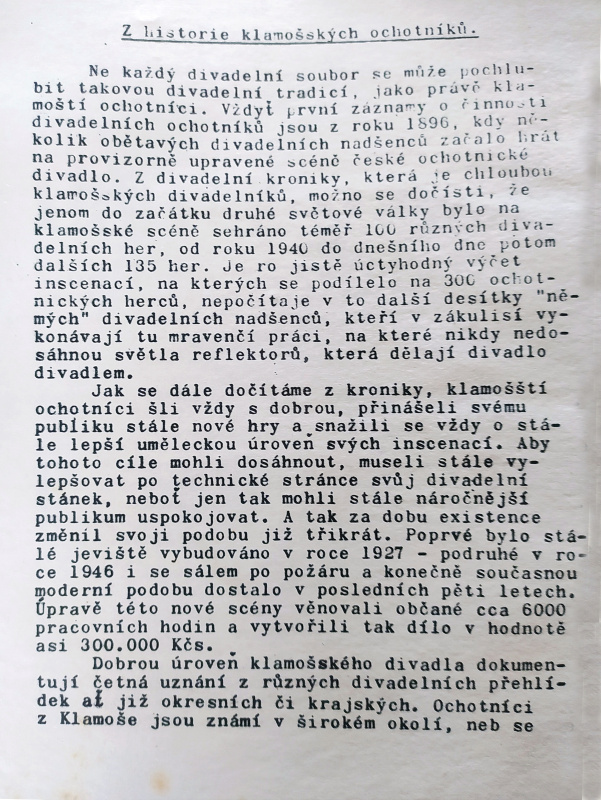 Z historie klamošských ochotníků.
Ne každý divadelní soubor se může pochlu-
bit takovou divadelní tradicí, jako právě kla-
moští ochotníci. Vždyť první záznamy o činnosti
divadelních ochotníků jsou z roku 1896, kdy ně-
kolik obětavých divadelních nadšenců začalo hrát
na provizorně upravené scéně české ochotnické
divadlo. Z divadelní kroniky, která je chloubou
klamošských divadelníků, možno se dočísti, že
jenom do začátku druhé světové války bylo na
klamošské scéně sehráno téměř 100 různých diva-
delních her, od roku 1940 do dnešního dne potom
dalších 135 her. Je ro jistě úctyhodný výčet
inscenací, na kterých se podílelo na 300 ochot-
nických herců, nepočítaje v to další desítky "ně-
mých" divadelních nadšenců, kteří v zákulisí vy-
konávají tu mravenčí práci, na které nikdy nedo-
sáhnou světla reflektorů, která dělají divadlo
divadlem.
Jak se dále dočítáme z kroniky, klamoští
ochotníci šli vždy s dobrou, přinášeli svému
publiku stále nové hry a snažili se vždy o stá-
le lepší uměleckou úroveň svých inscenací. Aby
tohoto cíle mohli dosáhnout, museli stále vy-
lepšovat po technické stránce svůj divadelní
stánek, neboť jen tak mohli stále náročnější
publikum uspokojovat. A tak za dobu existence
změnil svoji podobu již třikrát. Poprvé bylo stá-
lé jeviště vybudováno v roce 1927 - podruhé v ro-
ce 1946 i se sálem po požáru a konečně současnou
moderní podobu dostalo v posledních pěti letech.
Úpravě této nové scény věnovali občané cca 6000
pracovních hodin a vytvořili tak dílo v hodnotě
asi 300.000 Kčs.
Dobrou úroveň klamošského divadla dokumen-
tují četná uznání z různých divadelních přehlí-
dek ať již okresních či krajských. Ochotníci
z Klamoše jsou známí v širokém okolí, neb se